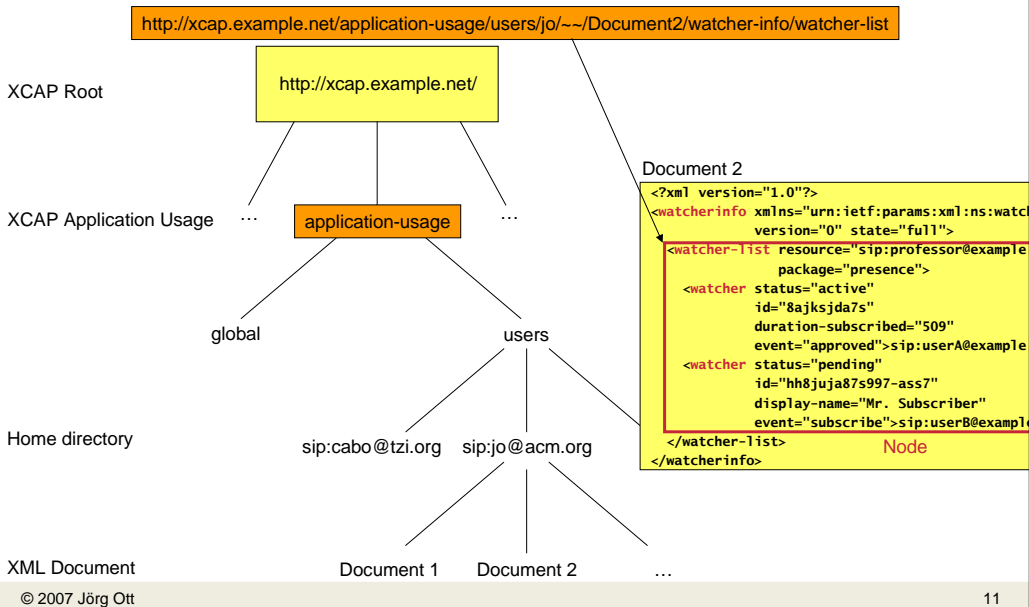 http://xcap.example.net/application-usage/users/jo/~~/Document2/watcher-info/watcher-list
XCAP Root
http://xcap.example.net/
XCAP Application Usage
…
application-usage
…
global
users
Home directory
sip:cabo@tzi.org
sip:jo@acm.org
XML Document
Document 1
Document 2
…
Document 2
<?xml version="1.0"?>
<watcherinfo xmlns="urn:ietf:params:xml:ns:watch
version="0" state="full">
<watcher-list resource="sip:professor@example
package="presence">
<watcher status="active"
id="8ajksjda7s"
duration-subscribed="509"
event="approved">sip:userA@example
<watcher status="pending"
id="hh8juja87s997-ass7"
display-name="Mr. Subscriber"
event="subscribe">sip:userB@example
</watcher-list>
Node
</watcherinfo>
© 2007 Jörg Ott
11